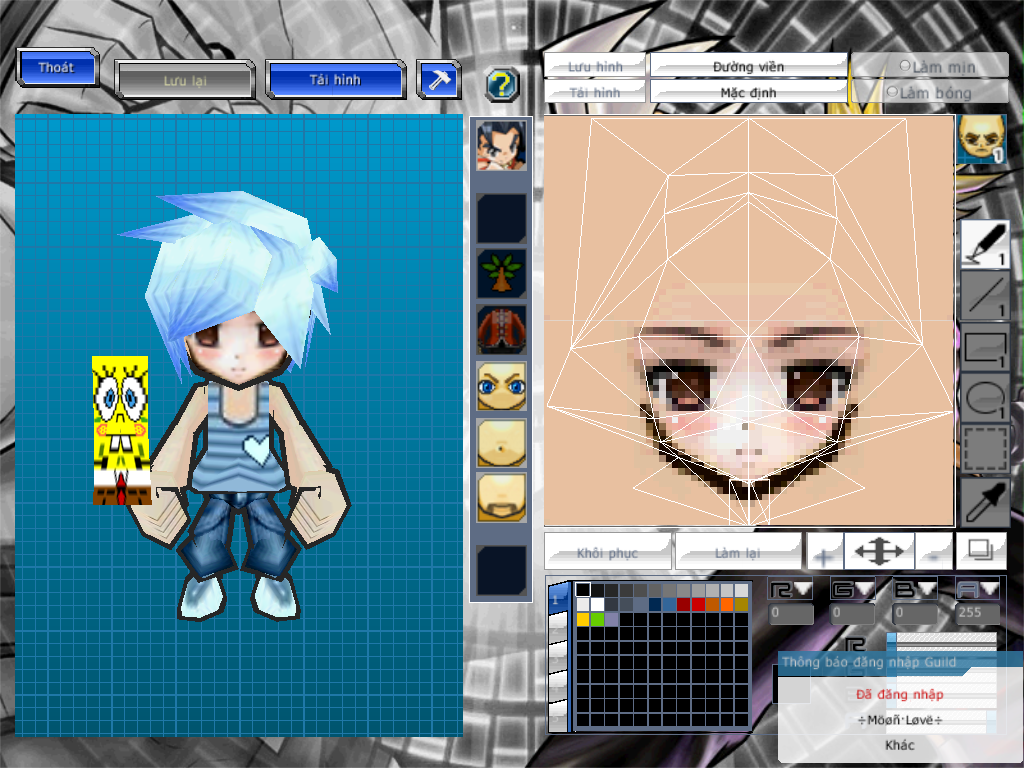 Thoát
Lưu lại
Tải hình
?
Lưu hình
Đường viền
Làm mịn
Tải hình
Mặc định
Làm bóng
1
1
1
1
1
Khôi phục
Làm lại
+
-
1
R
G
B
A
0
0
0
255
R
Thông báo đăng nhập Guild
Đã đăng nhập
÷Möøñ·Løvë÷
Khác